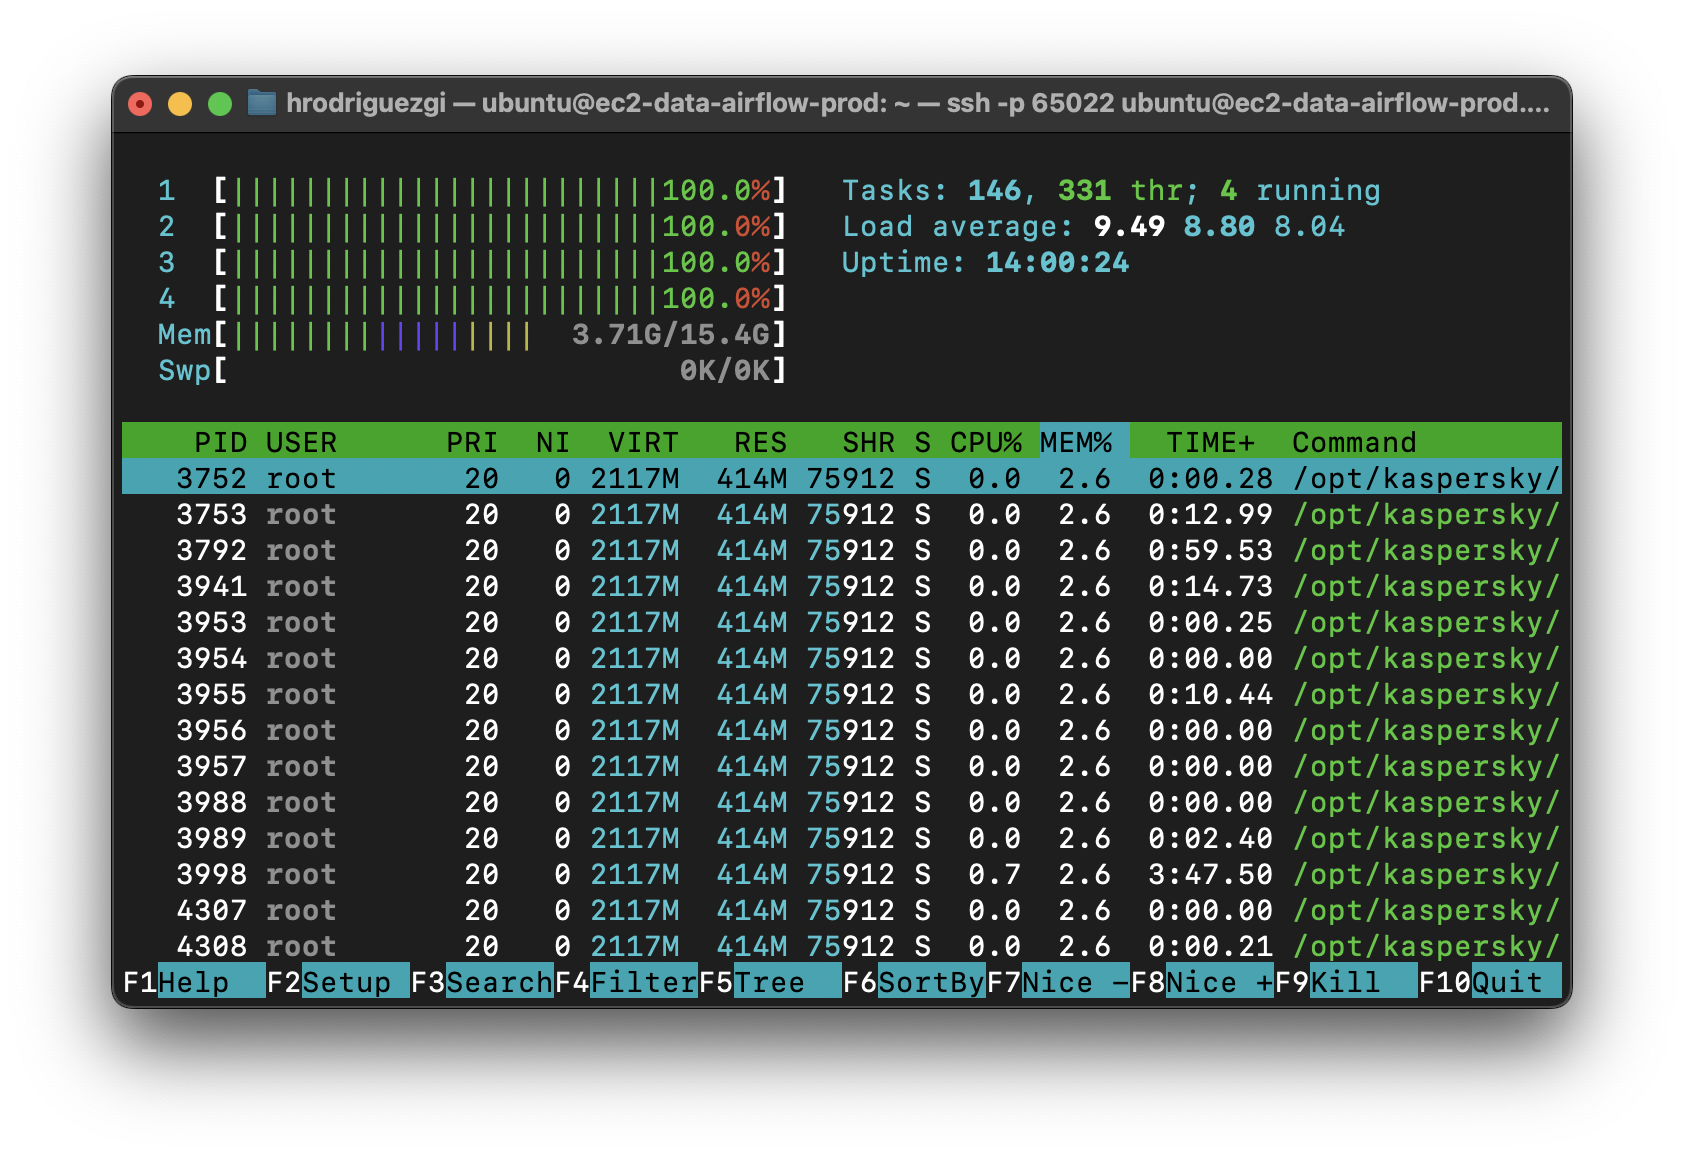 hrodriguezgi — ubuntu@ec2-data-airflow-prod: ~ — ssh -p 65022 ubuntu@ec2-data-airflow-prod....
1 [|||||||||||||||||||||||100.0%] Tasks: 146, 331 thr; 4 running
2 [|||||||||||||||||||||||100.0%] Load average: 9.49 8.80 8.04
3 [|||||||||||||||||||||||100.0%] Uptime: 14:00:24
4 [|||||||||||||||||||||||100.0%]
Mem[||||||||||||||||| 3.71G/15.4G]
Swp[ 0K/0K]
PID USER PRI NI VIRT RES SHR S CPU% MEM% TIME+ Command
3752 root 20 0 2117M 414M 75912 S 0.0 2.6 0:00.28 /opt/kaspersky/
3753 root 20 0 2117M 414M 75912 S 0.0 2.6 0:12.99 /opt/kaspersky/
3792 root 20 0 2117M 414M 75912 S 0.0 2.6 0:59.53 /opt/kaspersky/
3941 root 20 0 2117M 414M 75912 S 0.0 2.6 0:14.73 /opt/kaspersky/
3953 root 20 0 2117M 414M 75912 S 0.0 2.6 0:00.25 /opt/kaspersky/
3954 root 20 0 2117M 414M 75912 S 0.0 2.6 0:00.00 /opt/kaspersky/
3955 root 20 0 2117M 414M 75912 S 0.0 2.6 0:10.44 /opt/kaspersky/
3956 root 20 0 2117M 414M 75912 S 0.0 2.6 0:00.00 /opt/kaspersky/
3957 root 20 0 2117M 414M 75912 S 0.0 2.6 0:00.00 /opt/kaspersky/
3988 root 20 0 2117M 414M 75912 S 0.0 2.6 0:00.00 /opt/kaspersky/
3989 root 20 0 2117M 414M 75912 S 0.0 2.6 0:02.40 /opt/kaspersky/
3998 root 20 0 2117M 414M 75912 S 0.7 2.6 3:47.50 /opt/kaspersky/
4307 root 20 0 2117M 414M 75912 S 0.0 2.6 0:00.00 /opt/kaspersky/
4308 root 20 0 2117M 414M 75912 S 0.0 2.6 0:00.21 /opt/kaspersky/
F1Help F2Setup F3SearchF4FilterF5Tree F6SortByF7Nice -F8Nice +F9Kill F10Quit